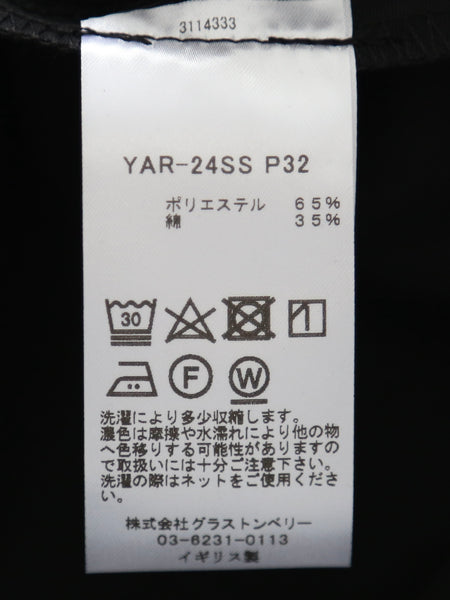 3114333
YAR-24SS P32
ポリエステル 65%
綿 35%
30
F W
洗濯により多少収縮します。
濃色は摩擦や水濡れにより他の物
へ色移りする可能性がありますの
で取扱いには十分ご注意ください。
洗濯の際はネットをご使用くださ
い。
株式会社グラストンベリー
03-6231-0113
イギリス製